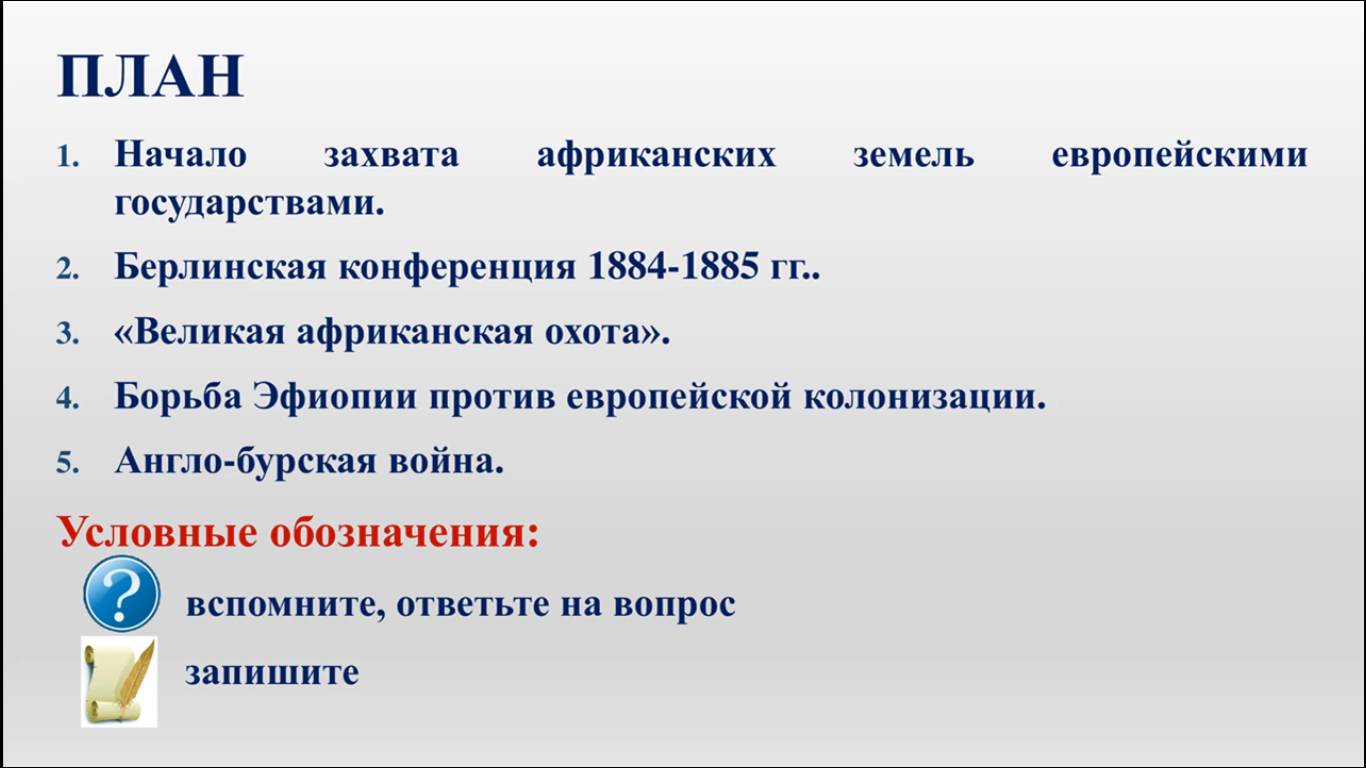 ПЛАН
1. Начало захвата африканских земель европейскими
государствами.
2. Берлинская конференция 1884-1885 гг..
3. «Великая африканская охота».
4. Борьба Эфиопии против европейской колонизации.
5. Англо-бурская война.
Условные обозначения:
? вспомните, ответьте на вопрос
запишите